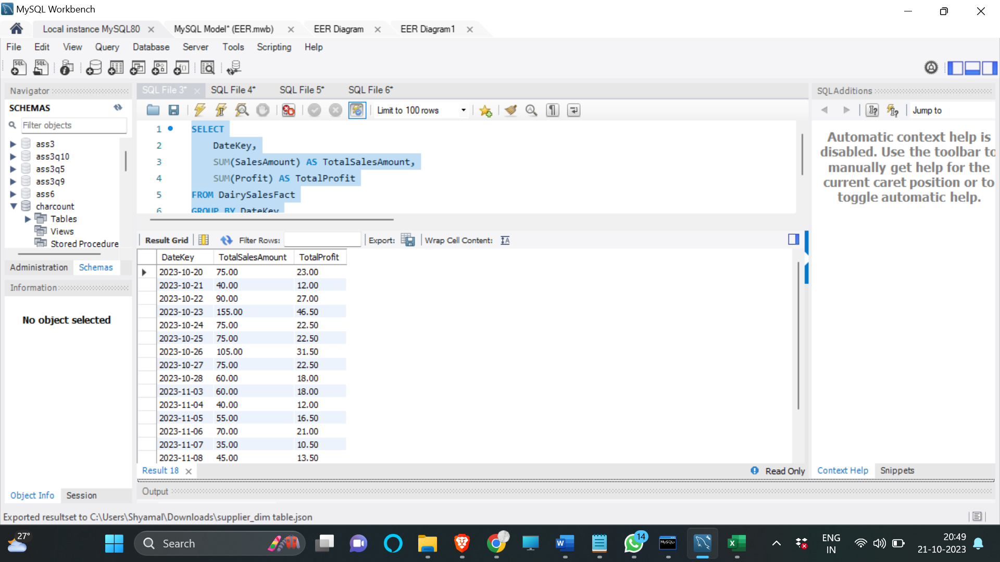 MySQL Workbench
Local instance MySQL80
MySQL Model* (EER.mwb)
EER Diagram
EER Diagram1
File Edit View Query Database Server Tools Scripting Help
Navigator
SCHEMAS
Filter objects
ass3
ass3q10
ass3q5
ass3q9
ass6
charcount
Tables
Views
Stored Procedure
Administration Schemas
Information
No object selected
Object Info Session
SQL File 3* SQL File 4* SQL File 5* SQL File 6*
Limit to 100 rows
1 SELECT
2 DateKey,
3 SUM(SalesAmount) AS TotalSalesAmount,
4 SUM(Profit) AS TotalProfit
5 FROM DairySalesFact
6 GROUP BY DateKey
Result Grid Filter Rows: Export: Wrap Cell Content:
DateKey TotalSalesAmount TotalProfit
2023-10-20 75.00 23.00
2023-10-21 40.00 12.00
2023-10-22 90.00 27.00
2023-10-23 155.00 46.50
2023-10-24 75.00 22.50
2023-10-25 75.00 22.50
2023-10-26 105.00 31.50
2023-10-27 75.00 22.50
2023-10-28 60.00 18.00
2023-11-03 60.00 18.00
2023-11-04 40.00 12.00
2023-11-05 55.00 16.50
2023-11-06 70.00 21.00
2023-11-07 35.00 10.50
2023-11-08 45.00 13.50
Result 18
Read Only
Output
SQLAdditions
Jump to
Automatic context help is
disabled. Use the toolbar to
manually get help for the
current caret position or to
toggle automatic help.
Context Help Snippets
Exported resultset to C:\Users\Shyamal\Downloads\supplier_dim table.json
27°
Search
14
ENG
IN
20:49
21-10-2023